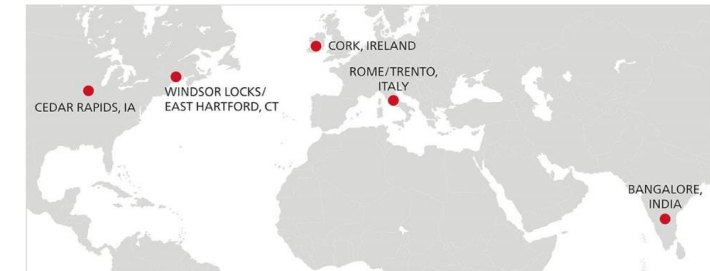 CORK, IRELAND
ROME/TRENTO,
ITALY
WINDSOR LOCKS/
EAST HARTFORD, CT
CEDAR RAPIDS, IA
BANGALORE,
INDIA